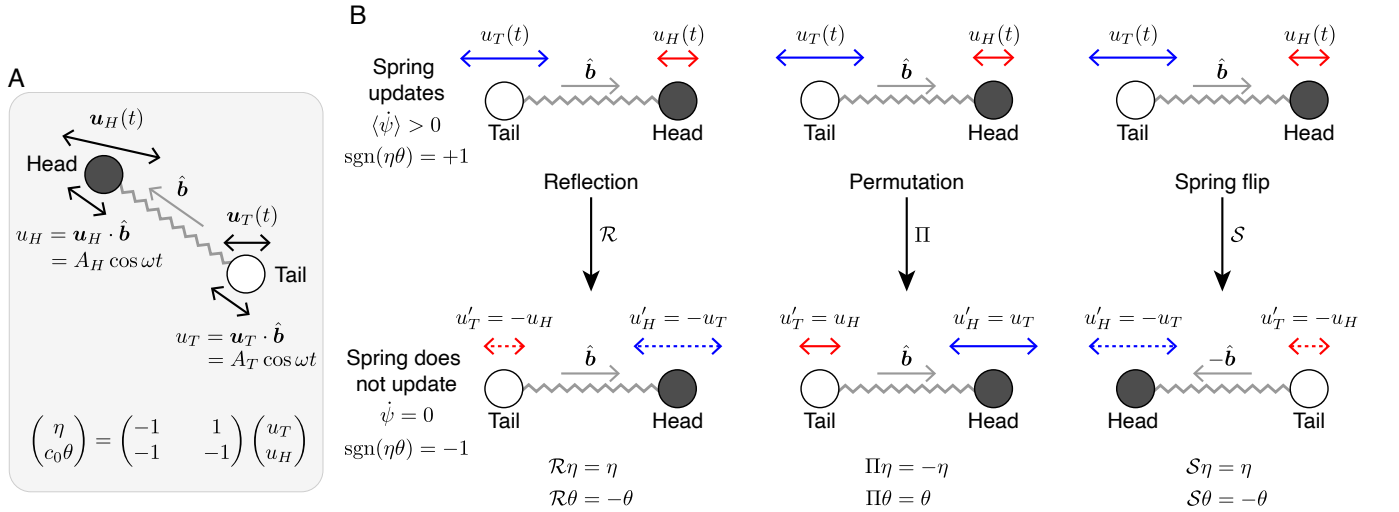 A
𝒖_H(t)
Head
𝒃̂
u_H = 𝒖_H · 𝒃̂
= A_H cos ωt
𝒖_T(t)
Tail
u_T = 𝒖_T · 𝒃̂
= A_T cos ωt
(η c₀θ) = (−1 1 −1 −1) (u_T u_H)
B
Spring updates
⟨ψ̇⟩ > 0
sgn(ηθ) = +1
u_T(t) u_H(t) u_T(t) u_H(t) u_T(t) u_H(t)
𝒃̂ 𝒃̂ 𝒃̂
Tail Head Tail Head Tail Head
Reflection Permutation Spring flip
ℛ Π 𝒮
Spring does not update
ψ̇ = 0
sgn(ηθ) = −1
u′_T = −u_H u′_H = −u_T u′_T = u_H u′_H = u_T u′_H = −u_T u′_T = −u_H
𝒃̂ 𝒃̂ −𝒃̂
Tail Head Tail Head Head Tail
ℛη = η Πη = −η 𝒮η = η
ℛθ = −θ Πθ = θ 𝒮θ = −θ